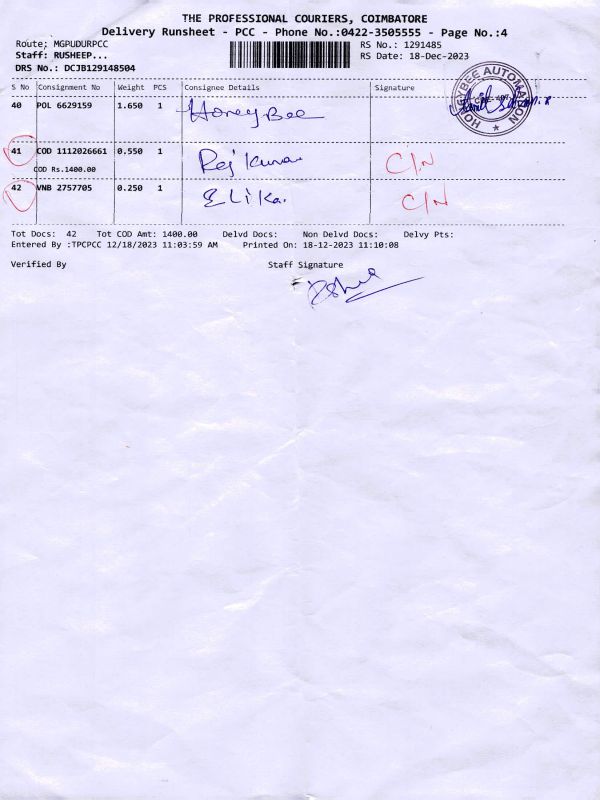 THE PROFESSIONAL COURIERS, COIMBATORE
Delivery Runsheet - PCC - Phone No.:0422-3505555 - Page No.:4
Route; MGPUDURPCC RS No.: 1291485
Staff: RUSHEEP... RS Date: 18-Dec-2023
DRS No.: DCJB129148504
S No Consignment No Weight PCS Consignee Details Signature
40 POL 6629159 1.650 1 HoneyBee
HONEYBEE AUTOMATION
41 COD 1112026661 0.550 1 Raj Kumar C/N
COD Rs.1400.00
42 VNB 2757705 0.250 1 C/N
Tot Docs: 42 Tot COD Amt: 1400.00 Delvd Docs: Non Delvd Docs: Delvy Pts:
Entered By :TPCPCC 12/18/2023 11:03:59 AM Printed On: 18-12-2023 11:10:08
Verified By Staff Signature